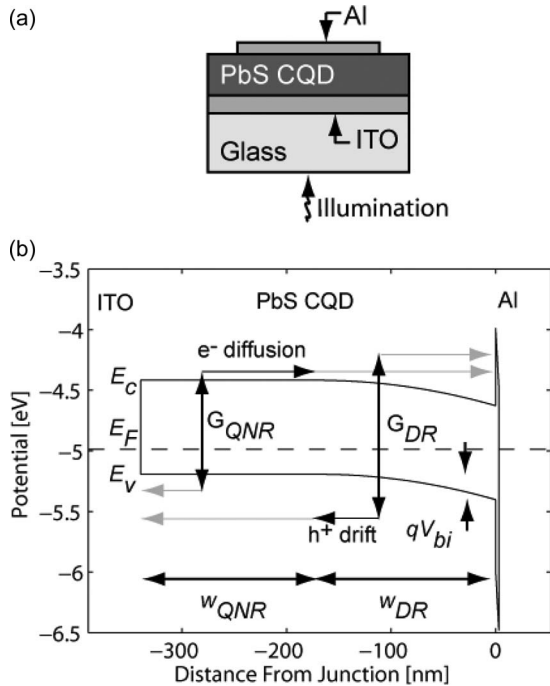 (a)
Al
PbS CQD
ITO
Glass
Illumination
(b)
−3.5
ITO
PbS CQD
Al
−4
e⁻ diffusion
E_c
−4.5
G_QNR
G_DR
E_F
−5
E_v
−5.5
h⁺ drift
qV_bi
−6
w_QNR
w_DR
−6.5
−300
−200
−100
0
Potential [eV]
Distance From Junction [nm]